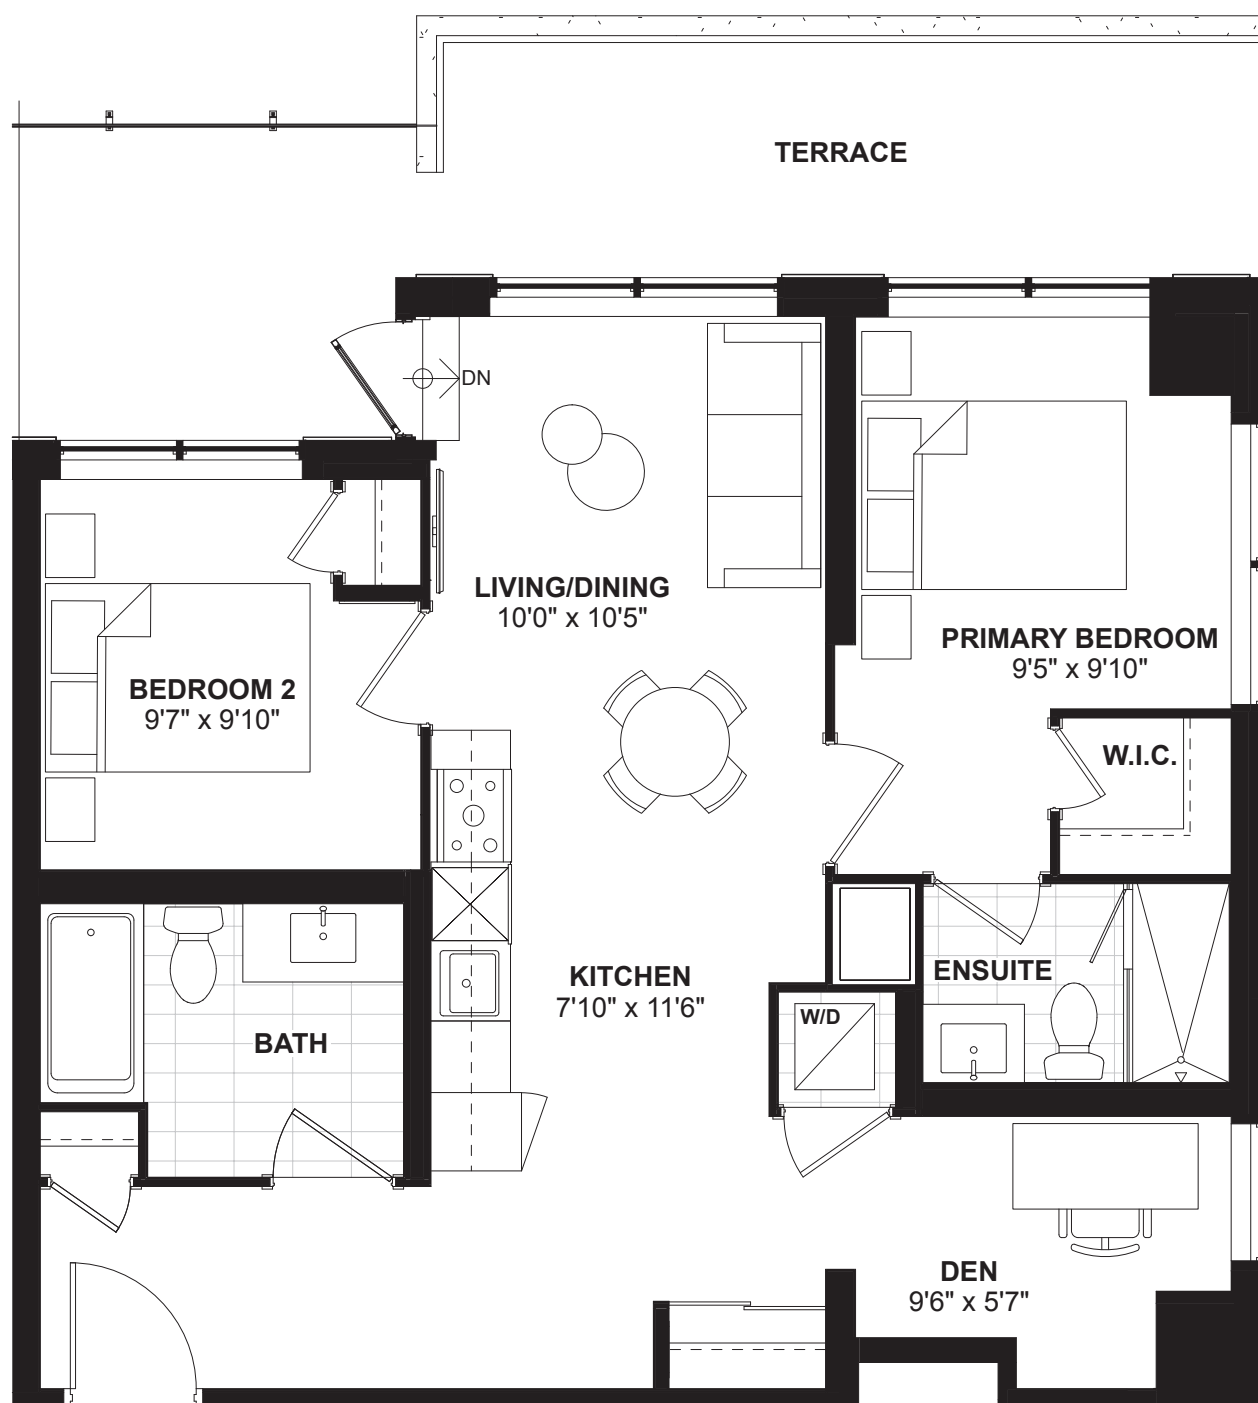 TERRACE
DN
LIVING/DINING
10'0" x 10'5"
PRIMARY BEDROOM
9'5" x 9'10"
BEDROOM 2
9'7" x 9'10"
W.I.C.
KITCHEN
7'10" x 11'6"
ENSUITE
W/D
BATH
DEN
9'6" x 5'7"